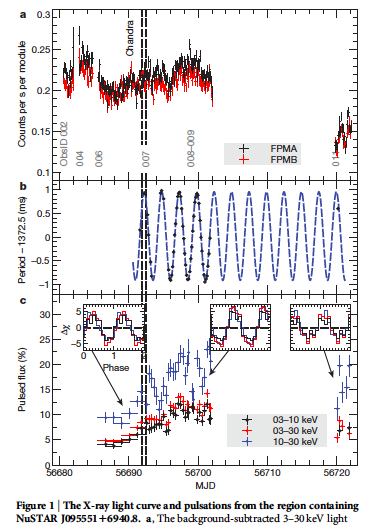 a
0.3
0.25
0.2
0.15
0.1
Counts per s per module
Chandra
ObsID 002
004
006
007
008–009
FPMA
FPMB
b
1
0.5
0
−0.5
−1
Period −1372.5 (ms)
c
30
25
20
15
10
5
0
Pulsed flux (%)
5
0
−5
Δχ
0
1
Phase
03–10 keV
03–30 keV
10–30 keV
56680
56690
56700
56710
56720
MJD
Figure 1 | The X-ray light curve and pulsations from the region containing
NuSTAR J095551+6940.8. a, The background-subtracted 3–30 keV light